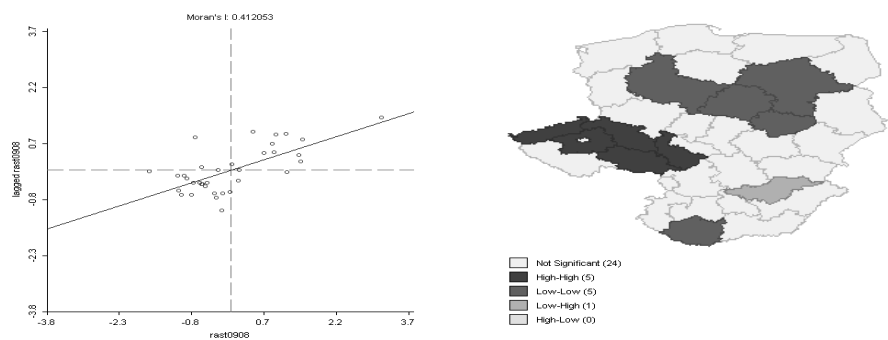 Moran's I: 0.412053
3.7
2.2
0.7
-0.8
-2.3
-3.8
lagged rast0908
-3.8 -2.3 -0.8 0.7 2.2 3.7
rast0908
Not Significant (24)
High-High (5)
Low-Low (5)
Low-High (1)
High-Low (0)